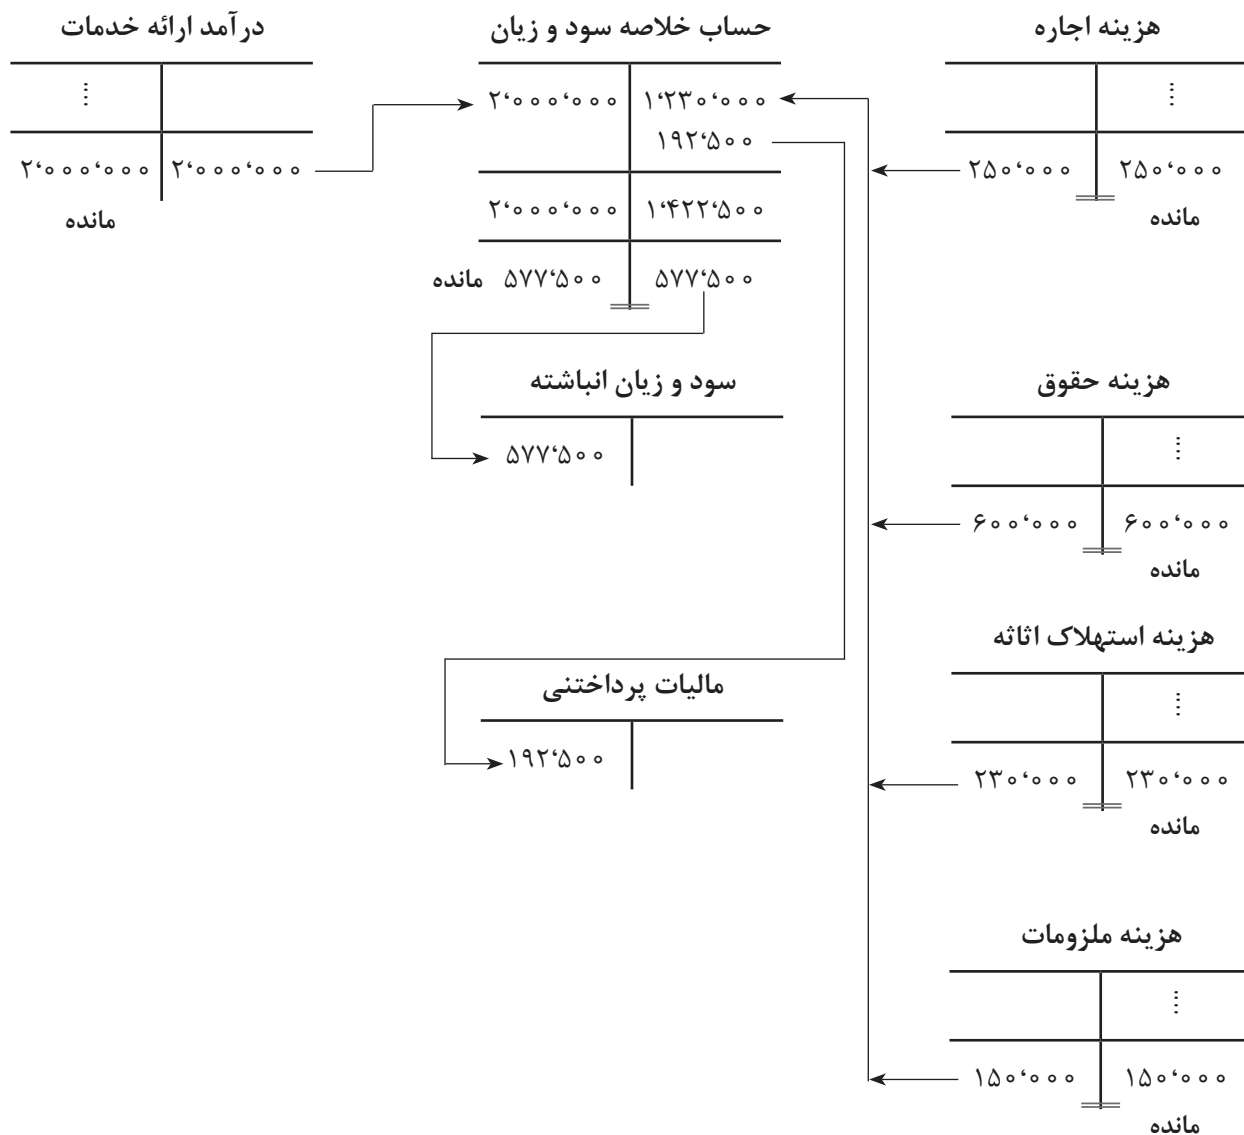 هزینه اجاره
⋮
۲۵۰٬۰۰۰ ۲۵۰٬۰۰۰
مانده
حساب خلاصه سود و زیان
۱٬۲۳۰٬۰۰۰ ۲٬۰۰۰٬۰۰۰
۱۹۲٬۵۰۰
۱٬۴۲۲٬۵۰۰ ۲٬۰۰۰٬۰۰۰
۵۷۷٬۵۰۰ ۵۷۷٬۵۰۰ مانده
درآمد ارائه خدمات
⋮
۲٬۰۰۰٬۰۰۰ ۲٬۰۰۰٬۰۰۰
مانده
هزینه حقوق
⋮
۶۰۰٬۰۰۰ ۶۰۰٬۰۰۰
مانده
سود و زیان انباشته
۵۷۷٬۵۰۰
هزینه استهلاک اثاثه
⋮
۲۳۰٬۰۰۰ ۲۳۰٬۰۰۰
مانده
مالیات پرداختنی
۱۹۲٬۵۰۰
هزینه ملزومات
⋮
۱۵۰٬۰۰۰ ۱۵۰٬۰۰۰
مانده